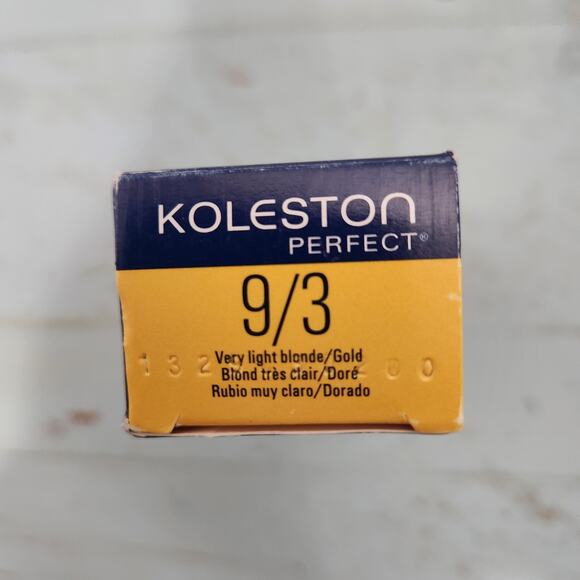 KOLESTON
PERFECT®
9/3
Very light blonde/Gold
Blond très clair/Doré
Rubio muy claro/Dorado